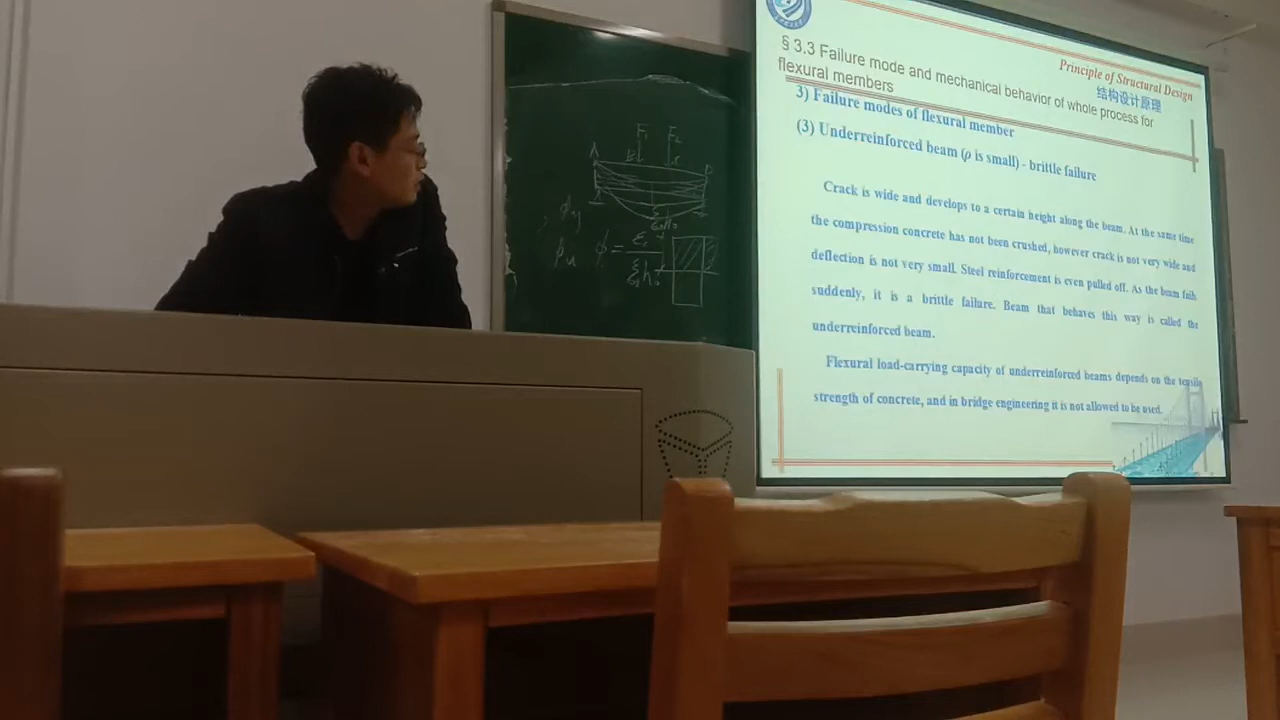 § 3.3 Failure mode and mechanical behavior of whole process for
flexural members
Principle of Structural Design
结构设计原理
3) Failure modes of flexural member
(3) Underreinforced beam (ρ is small) - brittle failure
Crack is wide and develops to a certain height along the beam. At the same time
the compression concrete has not been crushed, however crack is not very wide and
deflection is not very small. Steel reinforcement is even pulled off. As the beam fails
suddenly, it is a brittle failure. Beam that behaves this way is called the
underreinforced beam.
Flexural load-carrying capacity of underreinforced beams depends on the tensile
strength of concrete, and in bridge engineering it is not allowed to be used.
F₁ F₂
A B C D
ϕy
ϕu